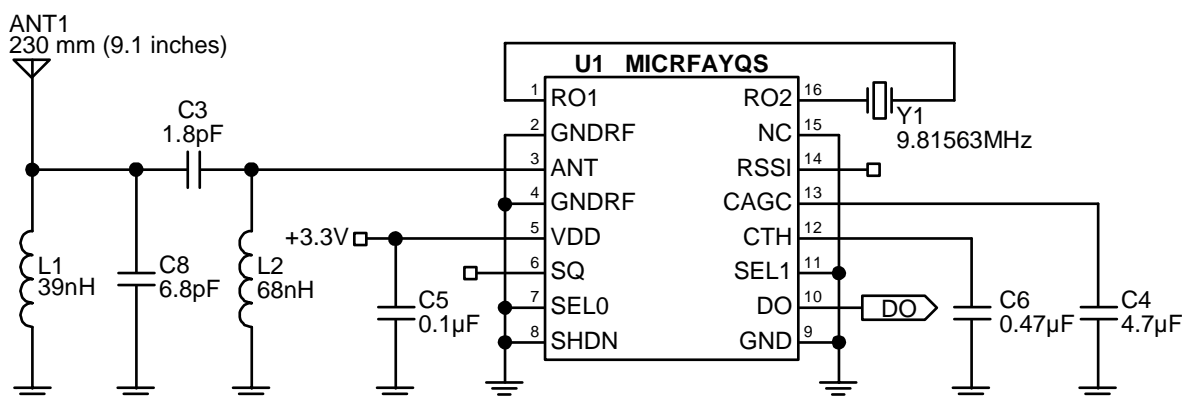 ANT1
230 mm (9.1 inches)
C3
1.8pF
L1
39nH
C8
6.8pF
L2
68nH
+3.3V
C5
0.1µF
U1 MICRFAYQS
1 RO1
2 GNDRF
3 ANT
4 GNDRF
5 VDD
6 SQ
7 SEL0
8 SHDN
RO2 16
NC 15
RSSI 14
CAGC 13
CTH 12
SEL1 11
DO 10
GND 9
Y1
9.81563MHz
DO
C6
0.47µF
C4
4.7µF